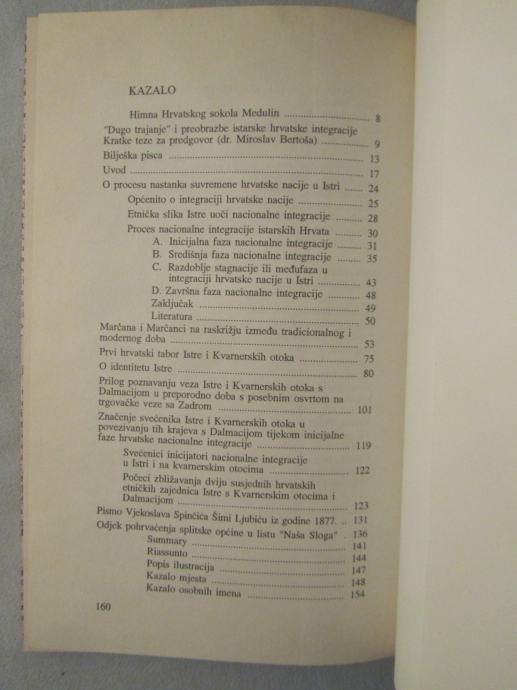 KAZALO
Himna Hrvatskog sokola Medulin ........ 8
"Dugo trajanje" i preobrazbe istarske hrvatske integracije
Kratke teze za predgovor (dr. Miroslav Bertoša) ........ 9
Bilješka pisca ........ 13
Uvod ........ 17
O procesu nastanka suvremene hrvatske nacije u Istri ........ 24
Općenito o integraciji hrvatske nacije ........ 25
Etnička slika Istre uoči nacionalne integracije ........ 28
Proces nacionalne integracije istarskih Hrvata ........ 30
A. Inicijalna faza nacionalne integracije ........ 31
B. Središnja faza nacionalne integracije ........ 35
C. Razdoblje stagnacije ili međufaza u
integraciji hrvatske nacije u Istri ........ 43
D. Završna faza nacionalne integracije ........ 48
Zaključak ........ 49
Literatura ........ 50
Marčana i Marčanci na raskrižju između tradicionalnog i
modernog doba ........ 53
Prvi hrvatski tabor Istre i Kvarnerskih otoka ........ 75
O identitetu Istre ........ 80
Prilog poznavanju veza Istre i Kvarnerskih otoka s
Dalmacijom u preporodno doba s posebnim osvrtom na
trgovačke veze sa Zadrom ........ 101
Značenje svećenika Istre i Kvarnerskih otoka u
povezivanju tih krajeva s Dalmacijom tijekom inicijalne
faze hrvatske nacionalne integracije ........ 119
Svećenici inicijatori nacionalne integracije
u Istri i na kvarnerskim otocima ........ 122
Počeci zbližavanja dviju susjednih hrvatskih
etničkih zajednica Istre s Kvarnerskim otocima i
Dalmacijom ........ 123
Pismo Vjekoslava Spinčića Šimi Ljubiću iz godine 1877. .. 131
Odjek pohrvaćenja splitske općine u listu "Naša Sloga" . 136
Summary ........ 141
Riassunto ........ 144
Popis ilustracija ........ 147
Kazalo mjesta ........ 148
Kazalo osobnih imena ........ 154
160